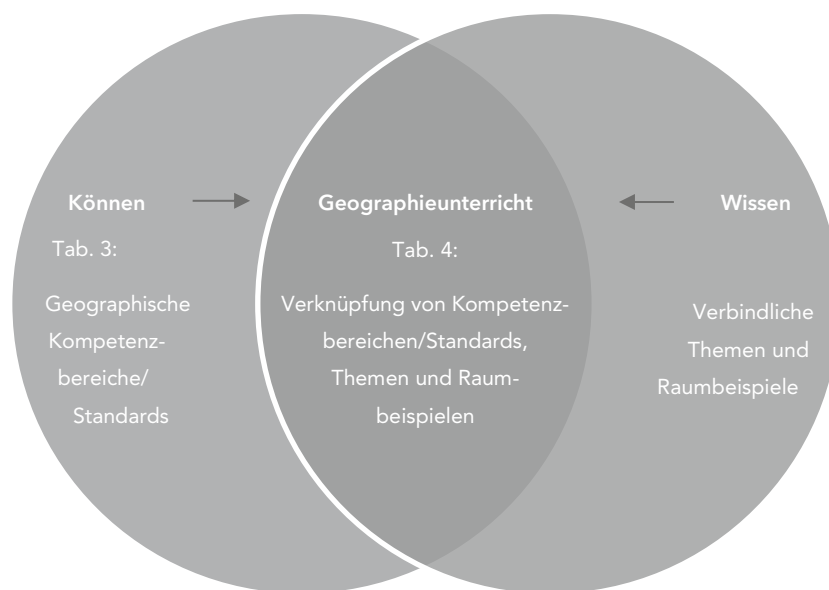 Können
Tab. 3:
Geographische
Kompetenz-
bereiche/
Standards
Geographieunterricht
Tab. 4:
Verknüpfung von Kompetenz-
bereichen/Standards,
Themen und Raum-
beispielen
Wissen
Verbindliche
Themen und
Raumbeispiele